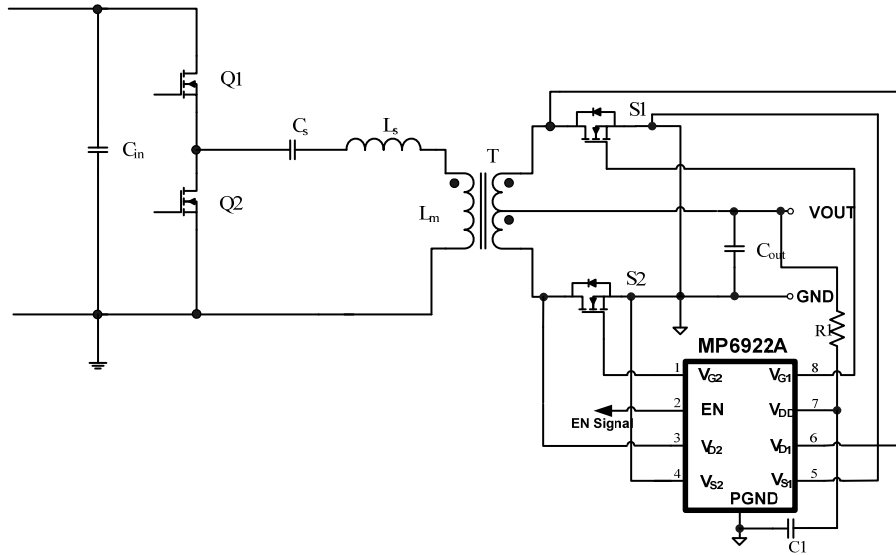 Q1
S1
Cs
Ls
T
Cin
Q2
Lm
VOUT
Cout
S2
GND
R1
MP6922A
1
VG2
VG1
8
2
EN
VDD
7
EN Signal
3
VD2
VD1
6
4
VS2
VS1
5
PGND
C1